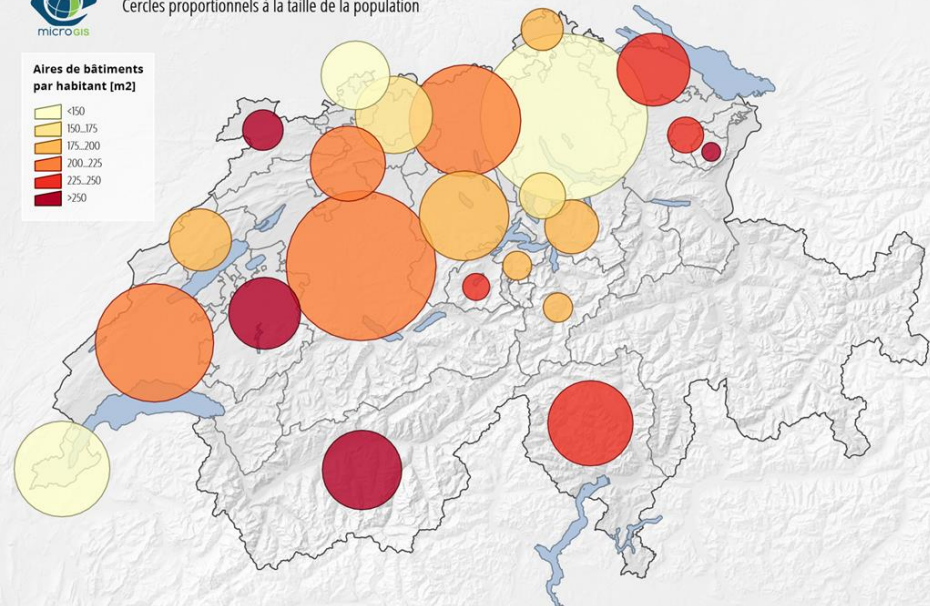 Cercles proportionnels à la taille de la population
microGIS
Aires de bâtiments
par habitant [m2]
<150
150...175
175...200
200...225
225...250
>250